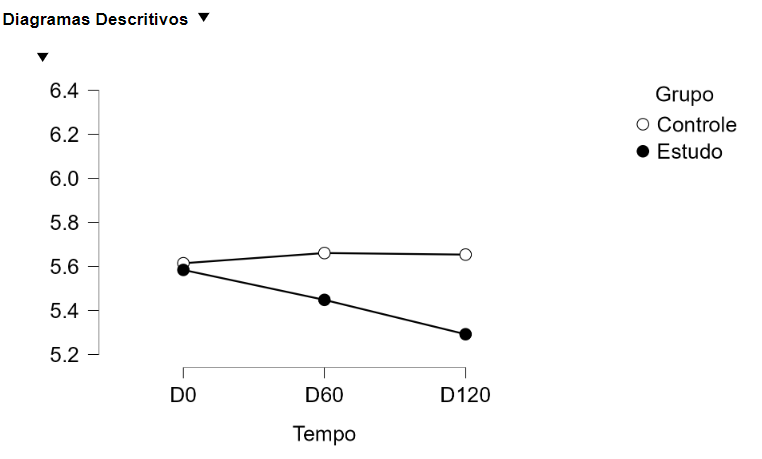 Diagramas Descritivos ▼
▼
6.4
6.2
6.0
5.8
5.6
5.4
5.2
D0 D60 D120
Tempo
Grupo
Controle
Estudo